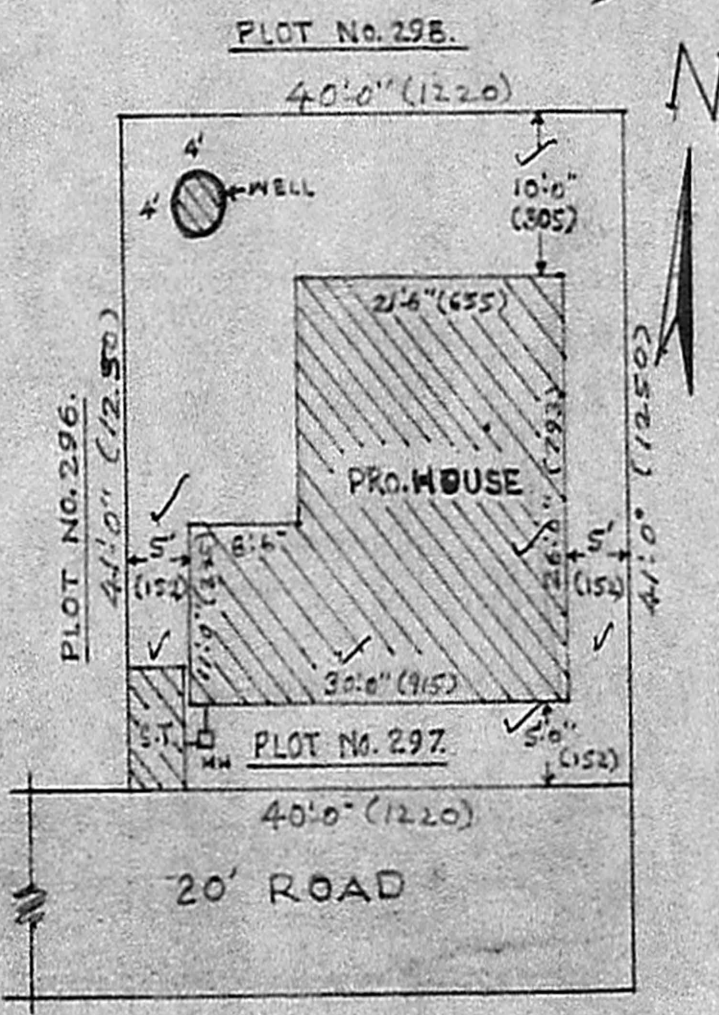 PLOT No. 298.
40'-0" (1220)
N
4'
4'
WELL
10'-0"
(305)
21'-6" (655)
PLOT NO. 296.
41'-0" (1250)
PRO. HOUSE
26'-0" (793)
41'-0" (1250)
8'-6"
5'
(152)
5'
(152)
30'-0" (915)
S.T.
PLOT No. 297.
5'-0"
(152)
40'-0" (1220)
20' ROAD